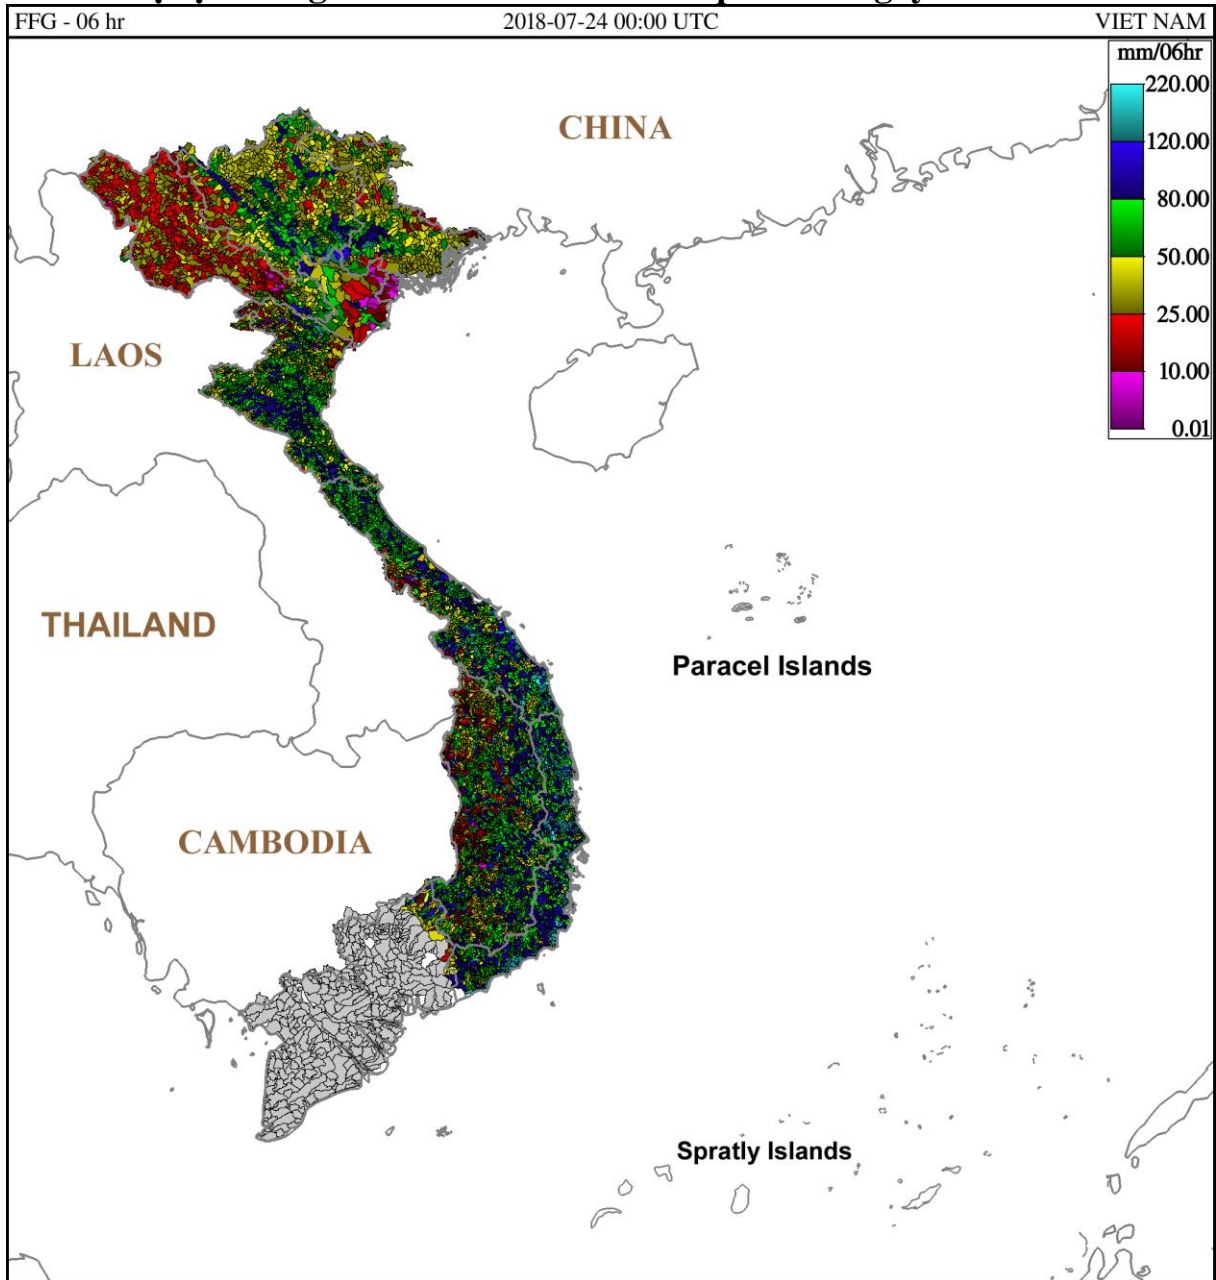 FFG - 06 hr 2018-07-24 00:00 UTC VIET NAM
mm/06hr
220.00
120.00
80.00
50.00
25.00
10.00
0.01
CHINA
LAOS
THAILAND
Paracel Islands
CAMBODIA
Spratly Islands